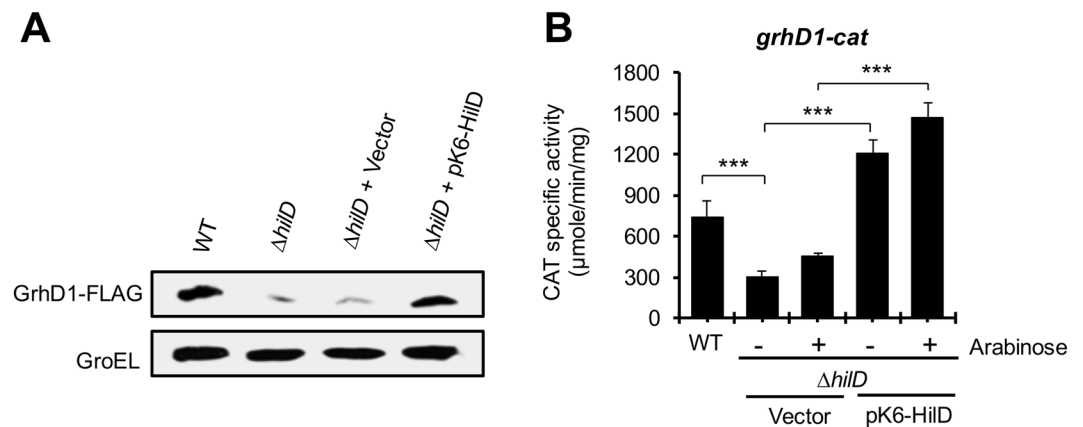 A
WT
ΔhilD
ΔhilD + Vector
ΔhilD + pK6-HilD
GrhD1-FLAG
GroEL
B
grhD1-cat
CAT specific activity
(µmole/min/mg)
1800
1500
1200
900
600
300
0
***
***
***
WT
-
+
-
+
Arabinose
ΔhilD
Vector
pK6-HilD